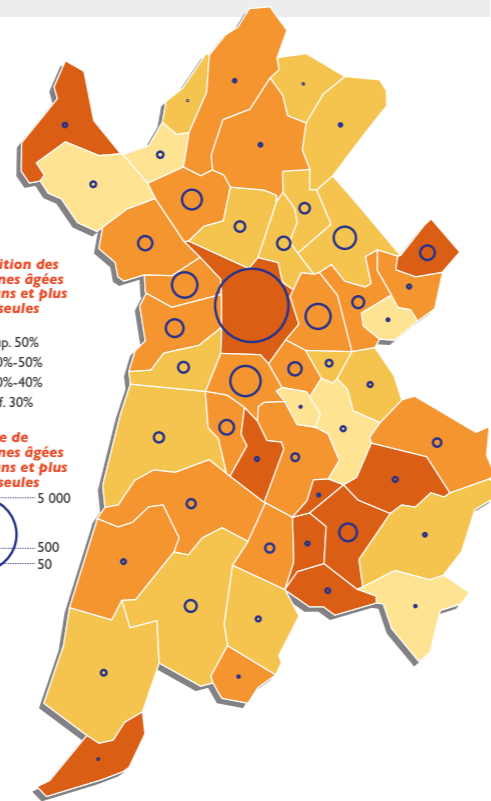 ition des
nes âgées
ns et plus
seules
p. 50%
0%-50%
0%-40%
f. 30%
e de
nes âgées
ns et plus
seules
5 000
500
50